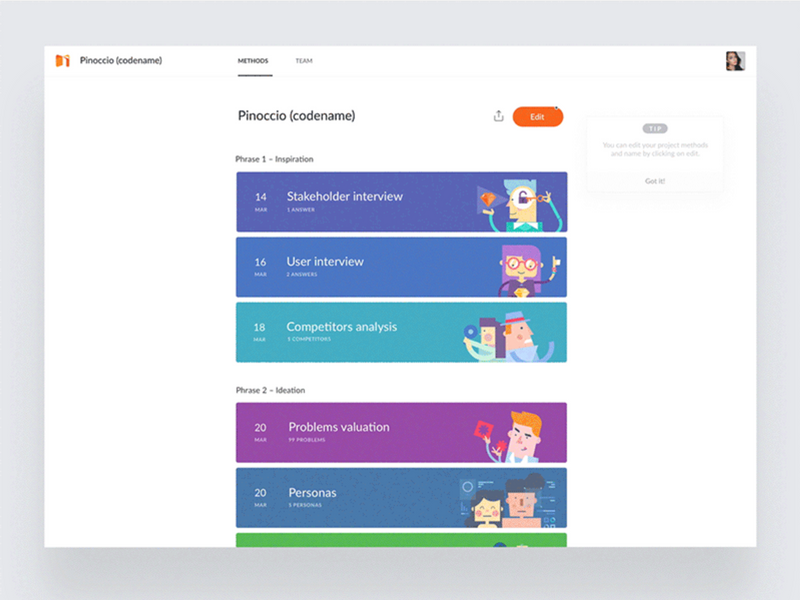 Pinoccio (codename)
METHODS
TEAM
Pinoccio (codename)
Edit
TIP
You can edit your project methods
and name by clicking on edit.
Got it!
Phrase 1 – Inspiration
14
MAR
Stakeholder interview
1 ANSWER
16
MAR
User interview
2 ANSWERS
18
MAR
Competitors analysis
5 COMPETITORS
Phrase 2 – Ideation
20
MAR
Problems valuation
99 PROBLEMS
20
MAR
Personas
5 PERSONAS